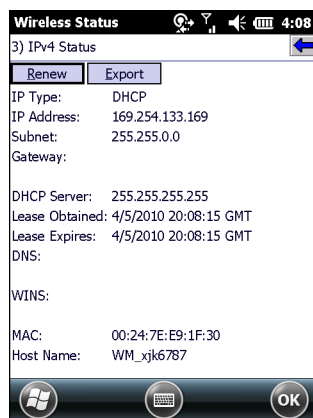 Wireless Status 4:08
3) IPv4 Status
Renew Export
IP Type: DHCP
IP Address: 169.254.133.169
Subnet: 255.255.0.0
Gateway:
DHCP Server: 255.255.255.255
Lease Obtained: 4/5/2010 20:08:15 GMT
Lease Expires: 4/5/2010 20:08:15 GMT
DNS:
WINS:
MAC: 00:24:7E:E9:1F:30
Host Name: WM_xjk6787
OK